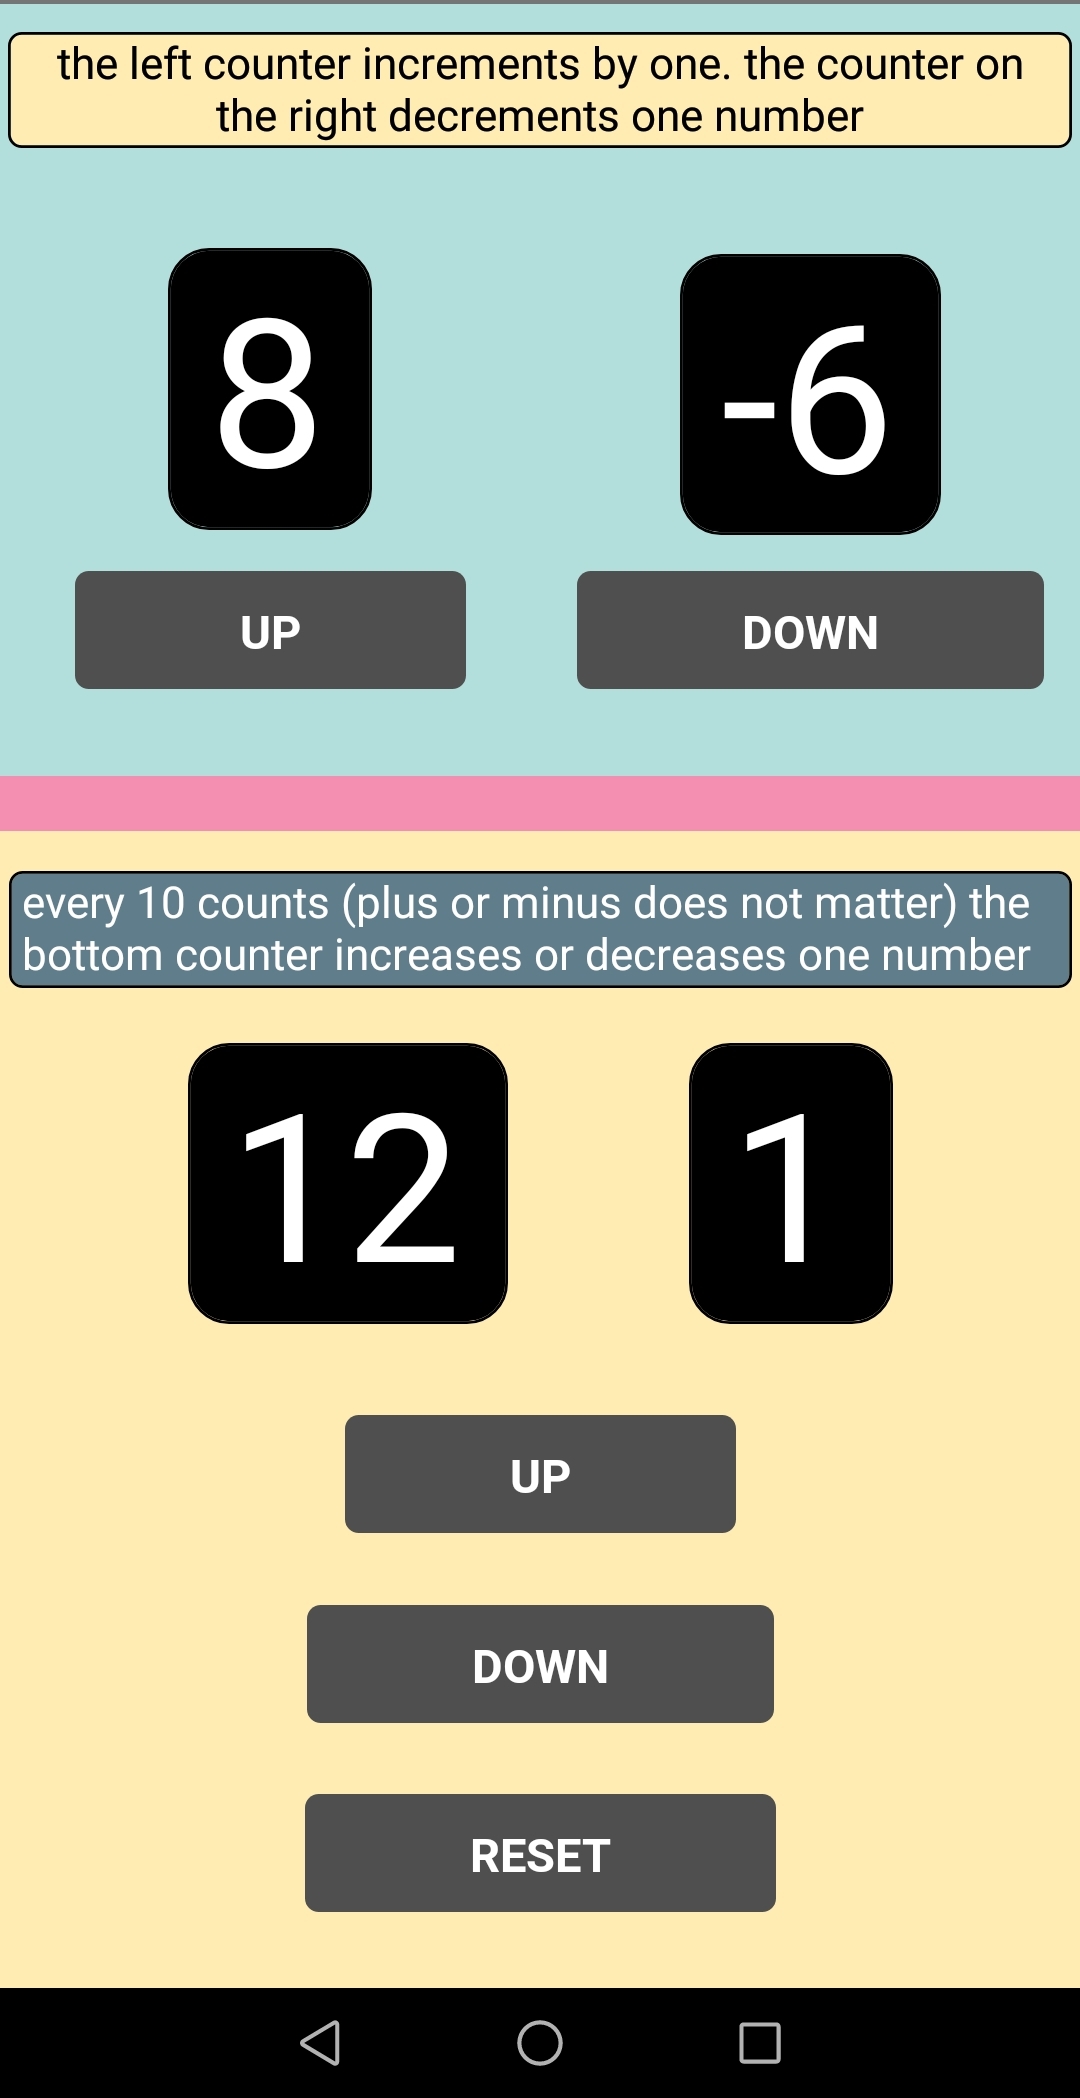 the left counter increments by one. the counter on
the right decrements one number
8
-6
UP
DOWN
every 10 counts (plus or minus does not matter) the
bottom counter increases or decreases one number
12
1
UP
DOWN
RESET